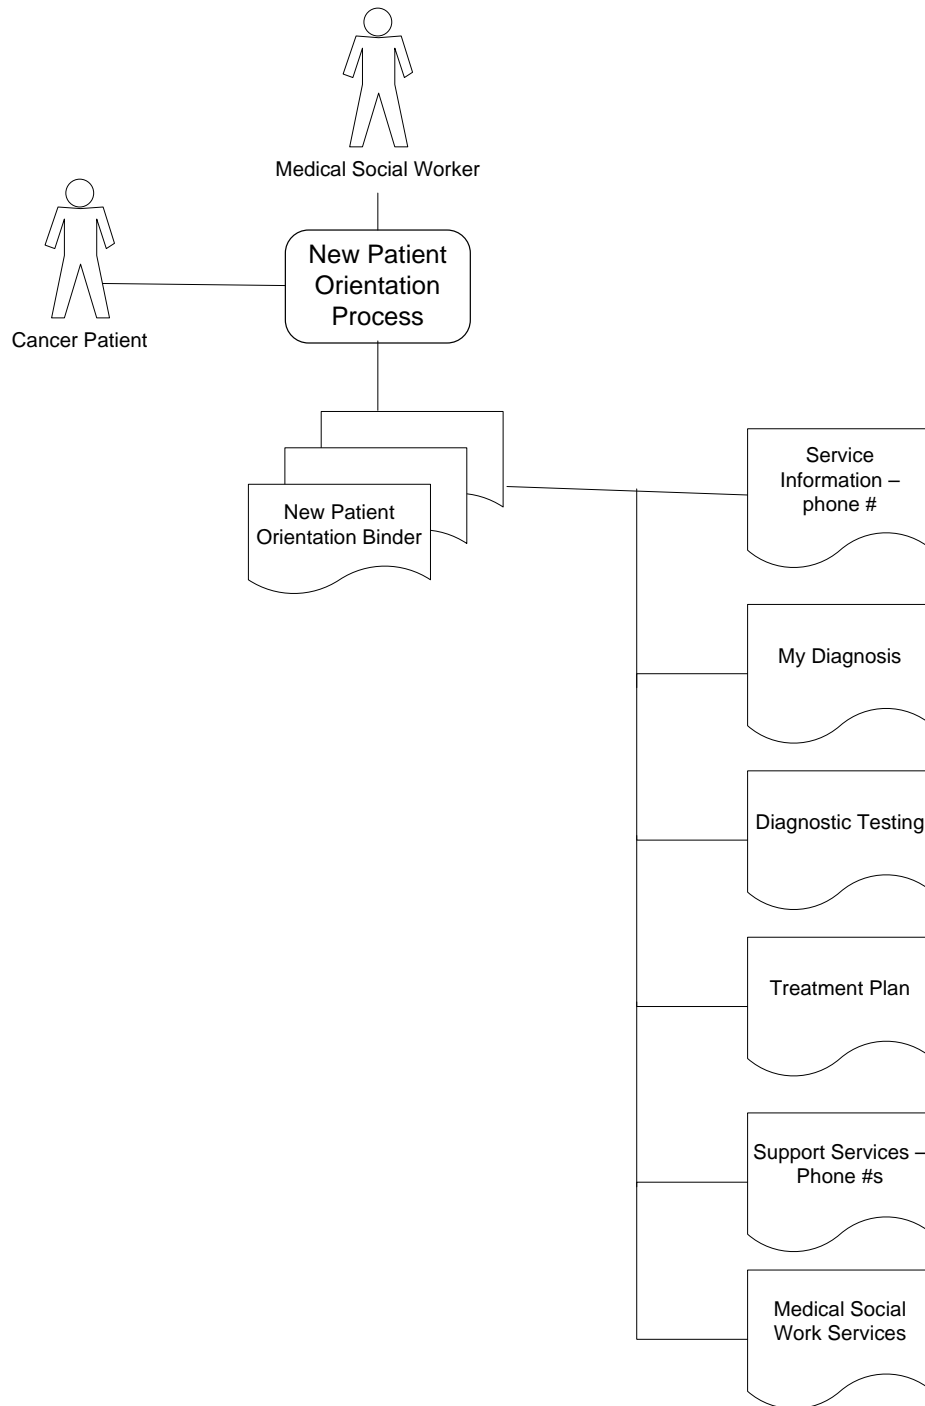 Medical Social Worker
Cancer Patient
New Patient
Orientation
Process
New Patient
Orientation Binder
Service
Information –
phone #
My Diagnosis
Diagnostic Testing
Treatment Plan
Support Services –
Phone #s
Medical Social
Work Services